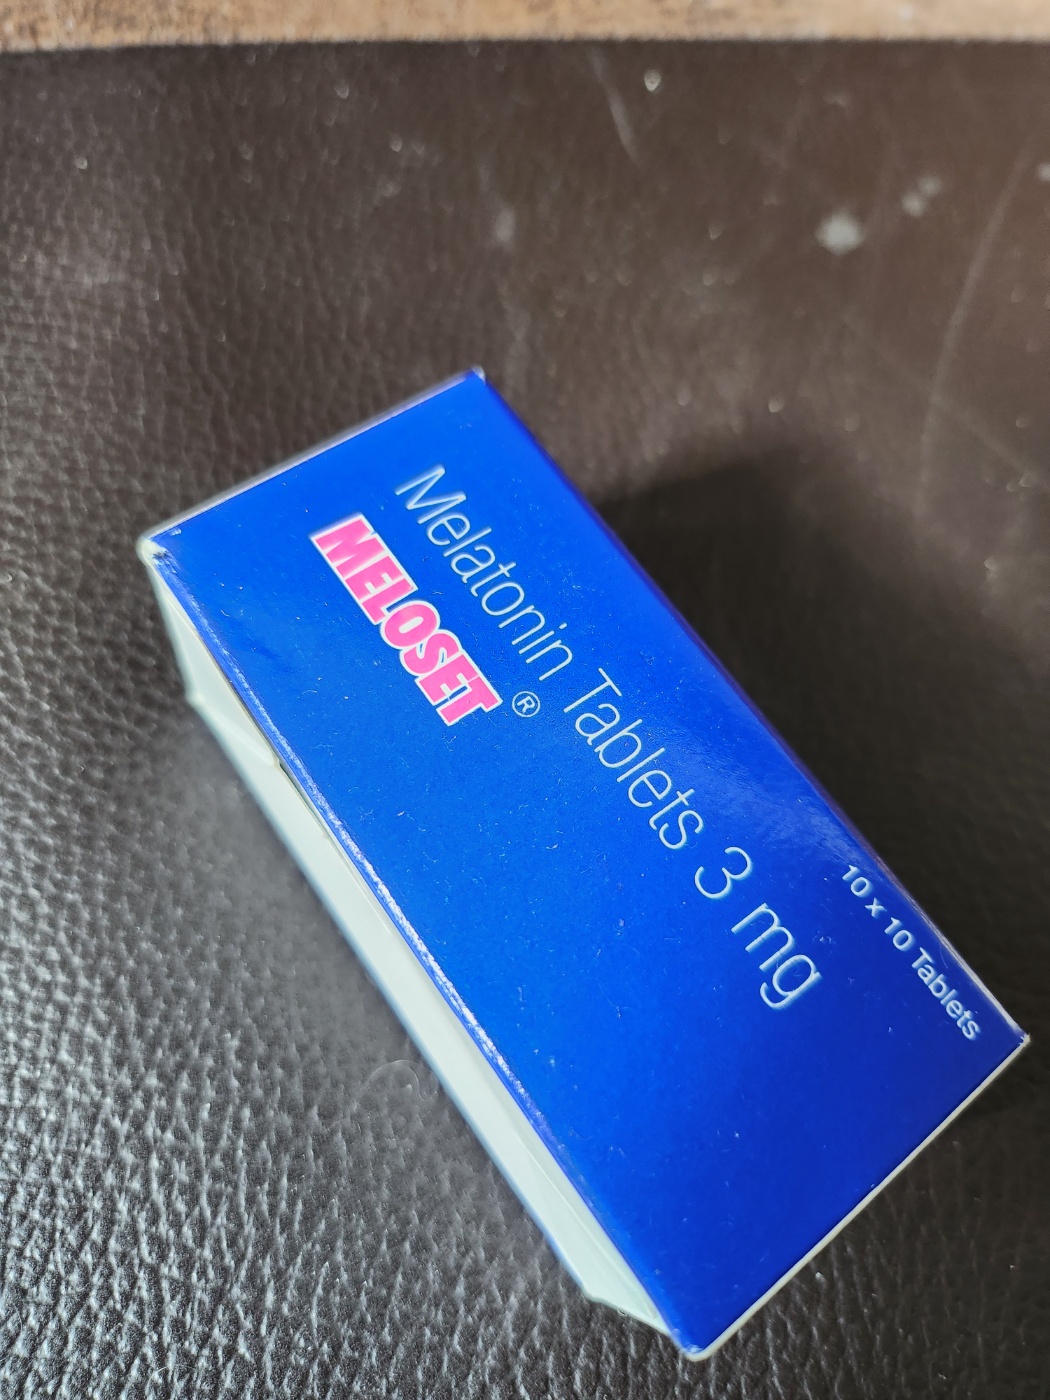 Melatonin Tablets 3 mg
MELOSET®
10 x 10 Tablets